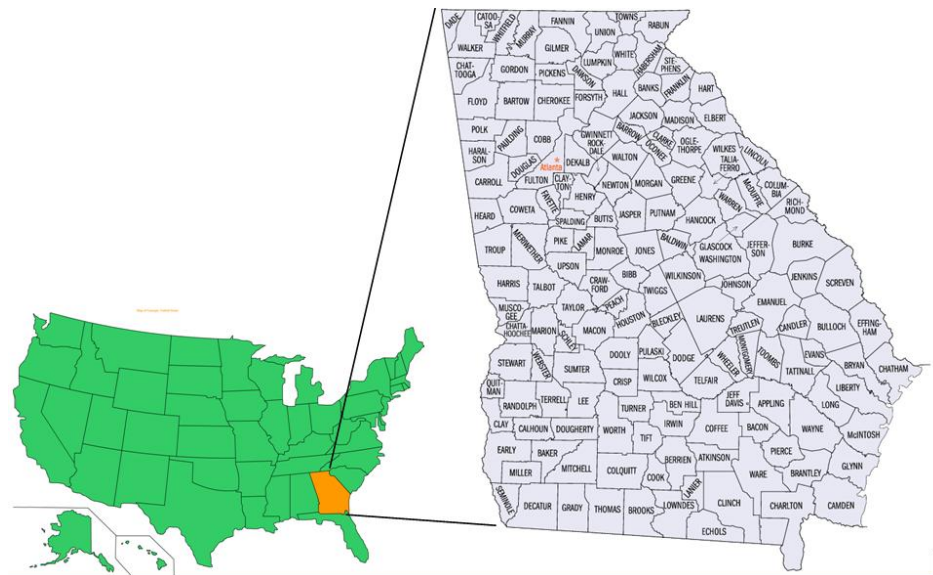 DADE
CATOO-
SA
WHITFIELD
MURRAY
FANNIN
TOWNS
UNION
RABUN
WALKER
GILMER
LUMPKIN
WHITE
HABERSHAM
STE-
PHENS
CHAT-
TOOGA
GORDON
PICKENS
DAWSON
HALL
BANKS
FRANKLIN
HART
FLOYD
BARTOW
CHEROKEE
FORSYTH
JACKSON
MADISON
ELBERT
POLK
PAULDING
COBB
GWINNETT
BARROW
CLARKE
OCONEE
OGLE-
THORPE
WILKES
LINCOLN
HARAL-
SON
DOUGLAS
Atlanta
DEKALB
ROCK-
DALE
WALTON
TALIA-
FERRO
CARROLL
FULTON
CLAY-
TON
HENRY
NEWTON
MORGAN
GREENE
WARREN
McDUFFIE
COLUM-
BIA
RICH-
MOND
HEARD
COWETA
FAYETTE
SPALDING
BUTTS
JASPER
PUTNAM
HANCOCK
TROUP
MERIWETHER
PIKE
LAMAR
MONROE
JONES
BALDWIN
GLASCOCK
WASHINGTON
JEFFER-
SON
BURKE
UPSON
HARRIS
TALBOT
CRAW-
FORD
BIBB
TWIGGS
WILKINSON
JOHNSON
JENKINS
SCREVEN
EMANUEL
MUSCO-
GEE
CHATTA-
HOOCHEE
MARION
TAYLOR
SCHLEY
MACON
PEACH
HOUSTON
BLECKLEY
LAURENS
TREUTLEN
CANDLER
BULLOCH
EFFING-
HAM
STEWART
WEBSTER
SUMTER
DOOLY
PULASKI
DODGE
WHEELER
MONTGOMERY
TOOMBS
EVANS
TATTNALL
BRYAN
CHATHAM
QUIT
MAN
RANDOLPH
TERRELL
LEE
CRISP
WILCOX
TELFAIR
JEFF
DAVIS
APPLING
LIBERTY
LONG
TURNER
BEN HILL
CLAY
CALHOUN
DOUGHERTY
WORTH
TIFT
IRWIN
COFFEE
BACON
WAYNE
McINTOSH
EARLY
BAKER
MITCHELL
COLQUITT
BERRIEN
ATKINSON
PIERCE
MILLER
COOK
LANIER
WARE
BRANTLEY
GLYNN
SEMINOLE
DECATUR
GRADY
THOMAS
BROOKS
LOWNDES
CLINCH
CHARLTON
CAMDEN
ECHOLS